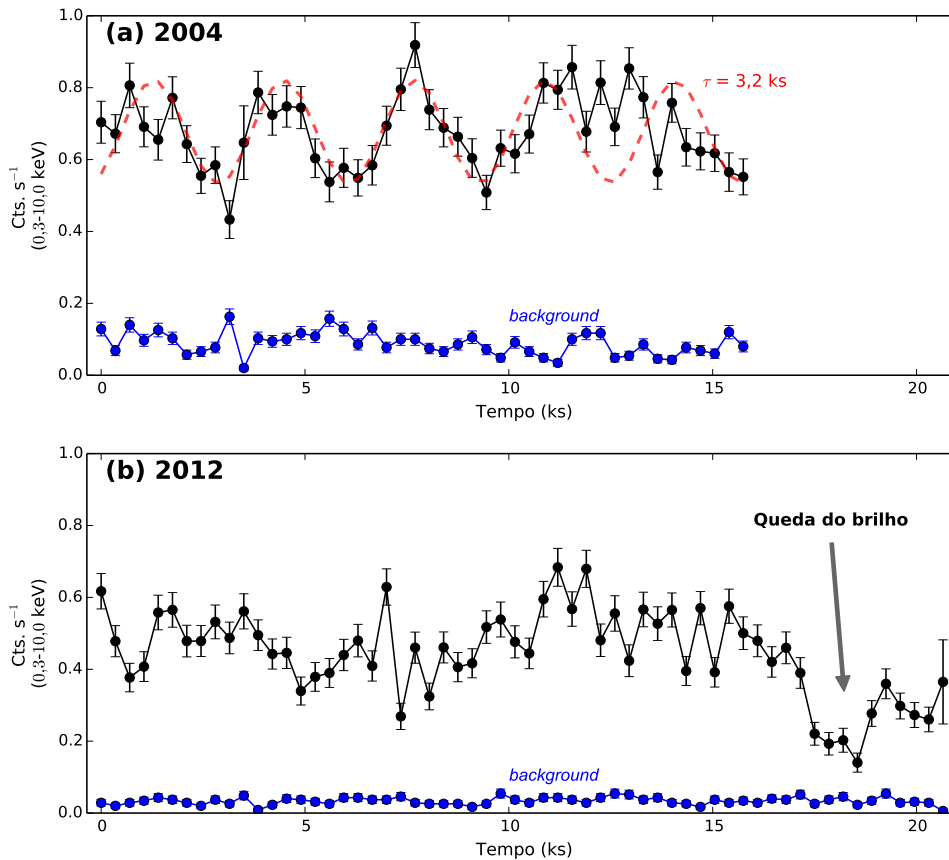 (a) 2004
1.0
0.8
0.6
0.4
0.2
0.0
Cts. s⁻¹
(0,3-10,0 keV)
τ = 3,2 ks
background
0
5
10
15
20
Tempo (ks)
(b) 2012
1.0
0.8
0.6
0.4
0.2
0.0
Cts. s⁻¹
(0,3-10,0 keV)
Queda do brilho
background
0
5
10
15
20
Tempo (ks)